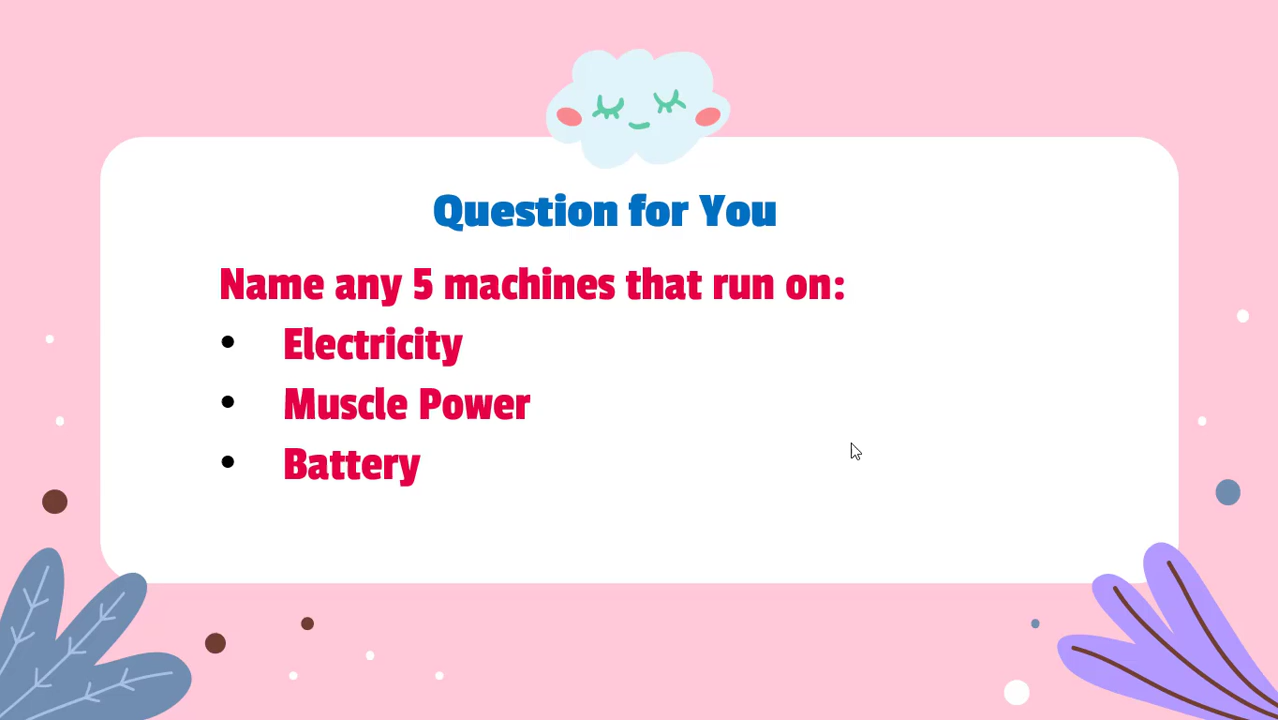 Question for You
Name any 5 machines that run on:
• Electricity
• Muscle Power
• Battery